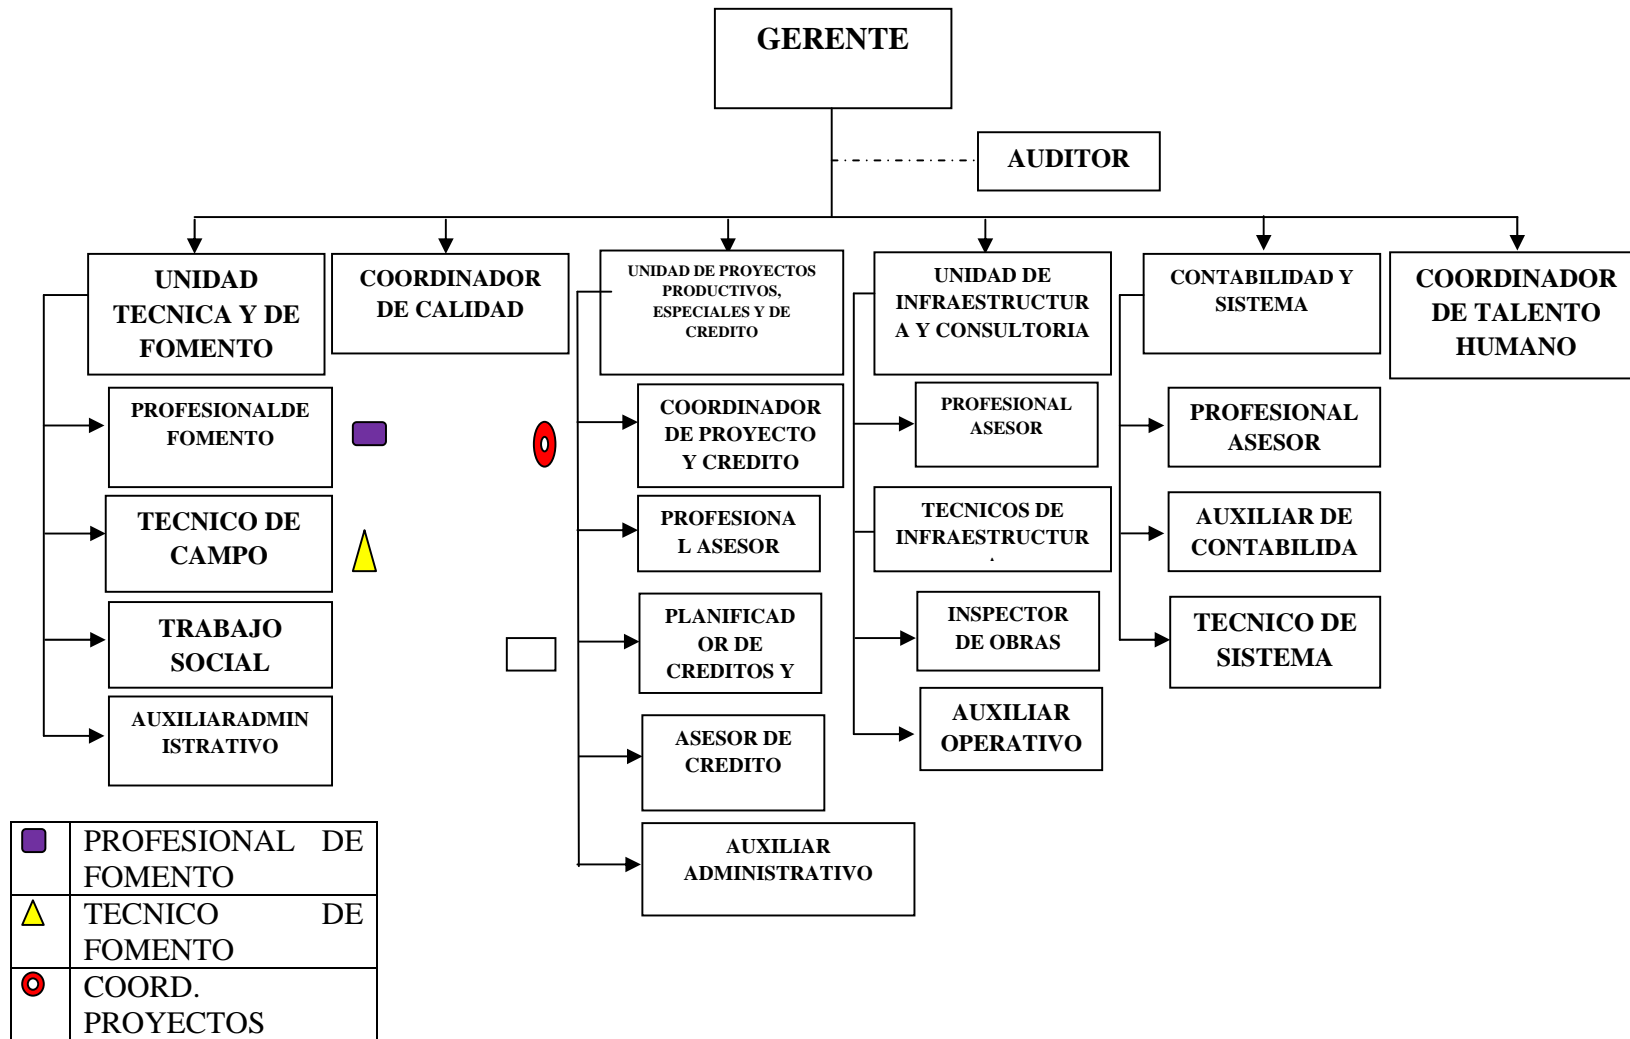 GERENTE
AUDITOR
UNIDAD
TECNICA Y DE
FOMENTO
COORDINADOR
DE CALIDAD
UNIDAD DE PROYECTOS
PRODUCTIVOS,
ESPECIALES Y DE
CREDITO
UNIDAD DE
INFRAESTRUCTUR
A Y CONSULTORIA
CONTABILIDAD Y
SISTEMA
COORDINADOR
DE TALENTO
HUMANO
PROFESIONALDE
FOMENTO
TECNICO DE
CAMPO
TRABAJO
SOCIAL
AUXILIARADMIN
ISTRATIVO
COORDINADOR
DE PROYECTO
Y CREDITO
PROFESIONA
L ASESOR
PLANIFICAD
OR DE
CREDITOS Y
ASESOR DE
CREDITO
AUXILIAR
ADMINISTRATIVO
PROFESIONAL
ASESOR
TECNICOS DE
INFRAESTRUCTUR
INSPECTOR
DE OBRAS
AUXILIAR
OPERATIVO
PROFESIONAL
ASESOR
AUXILIAR DE
CONTABILIDA
TECNICO DE
SISTEMA
PROFESIONAL DE
FOMENTO
TECNICO DE
FOMENTO
COORD.
PROYECTOS